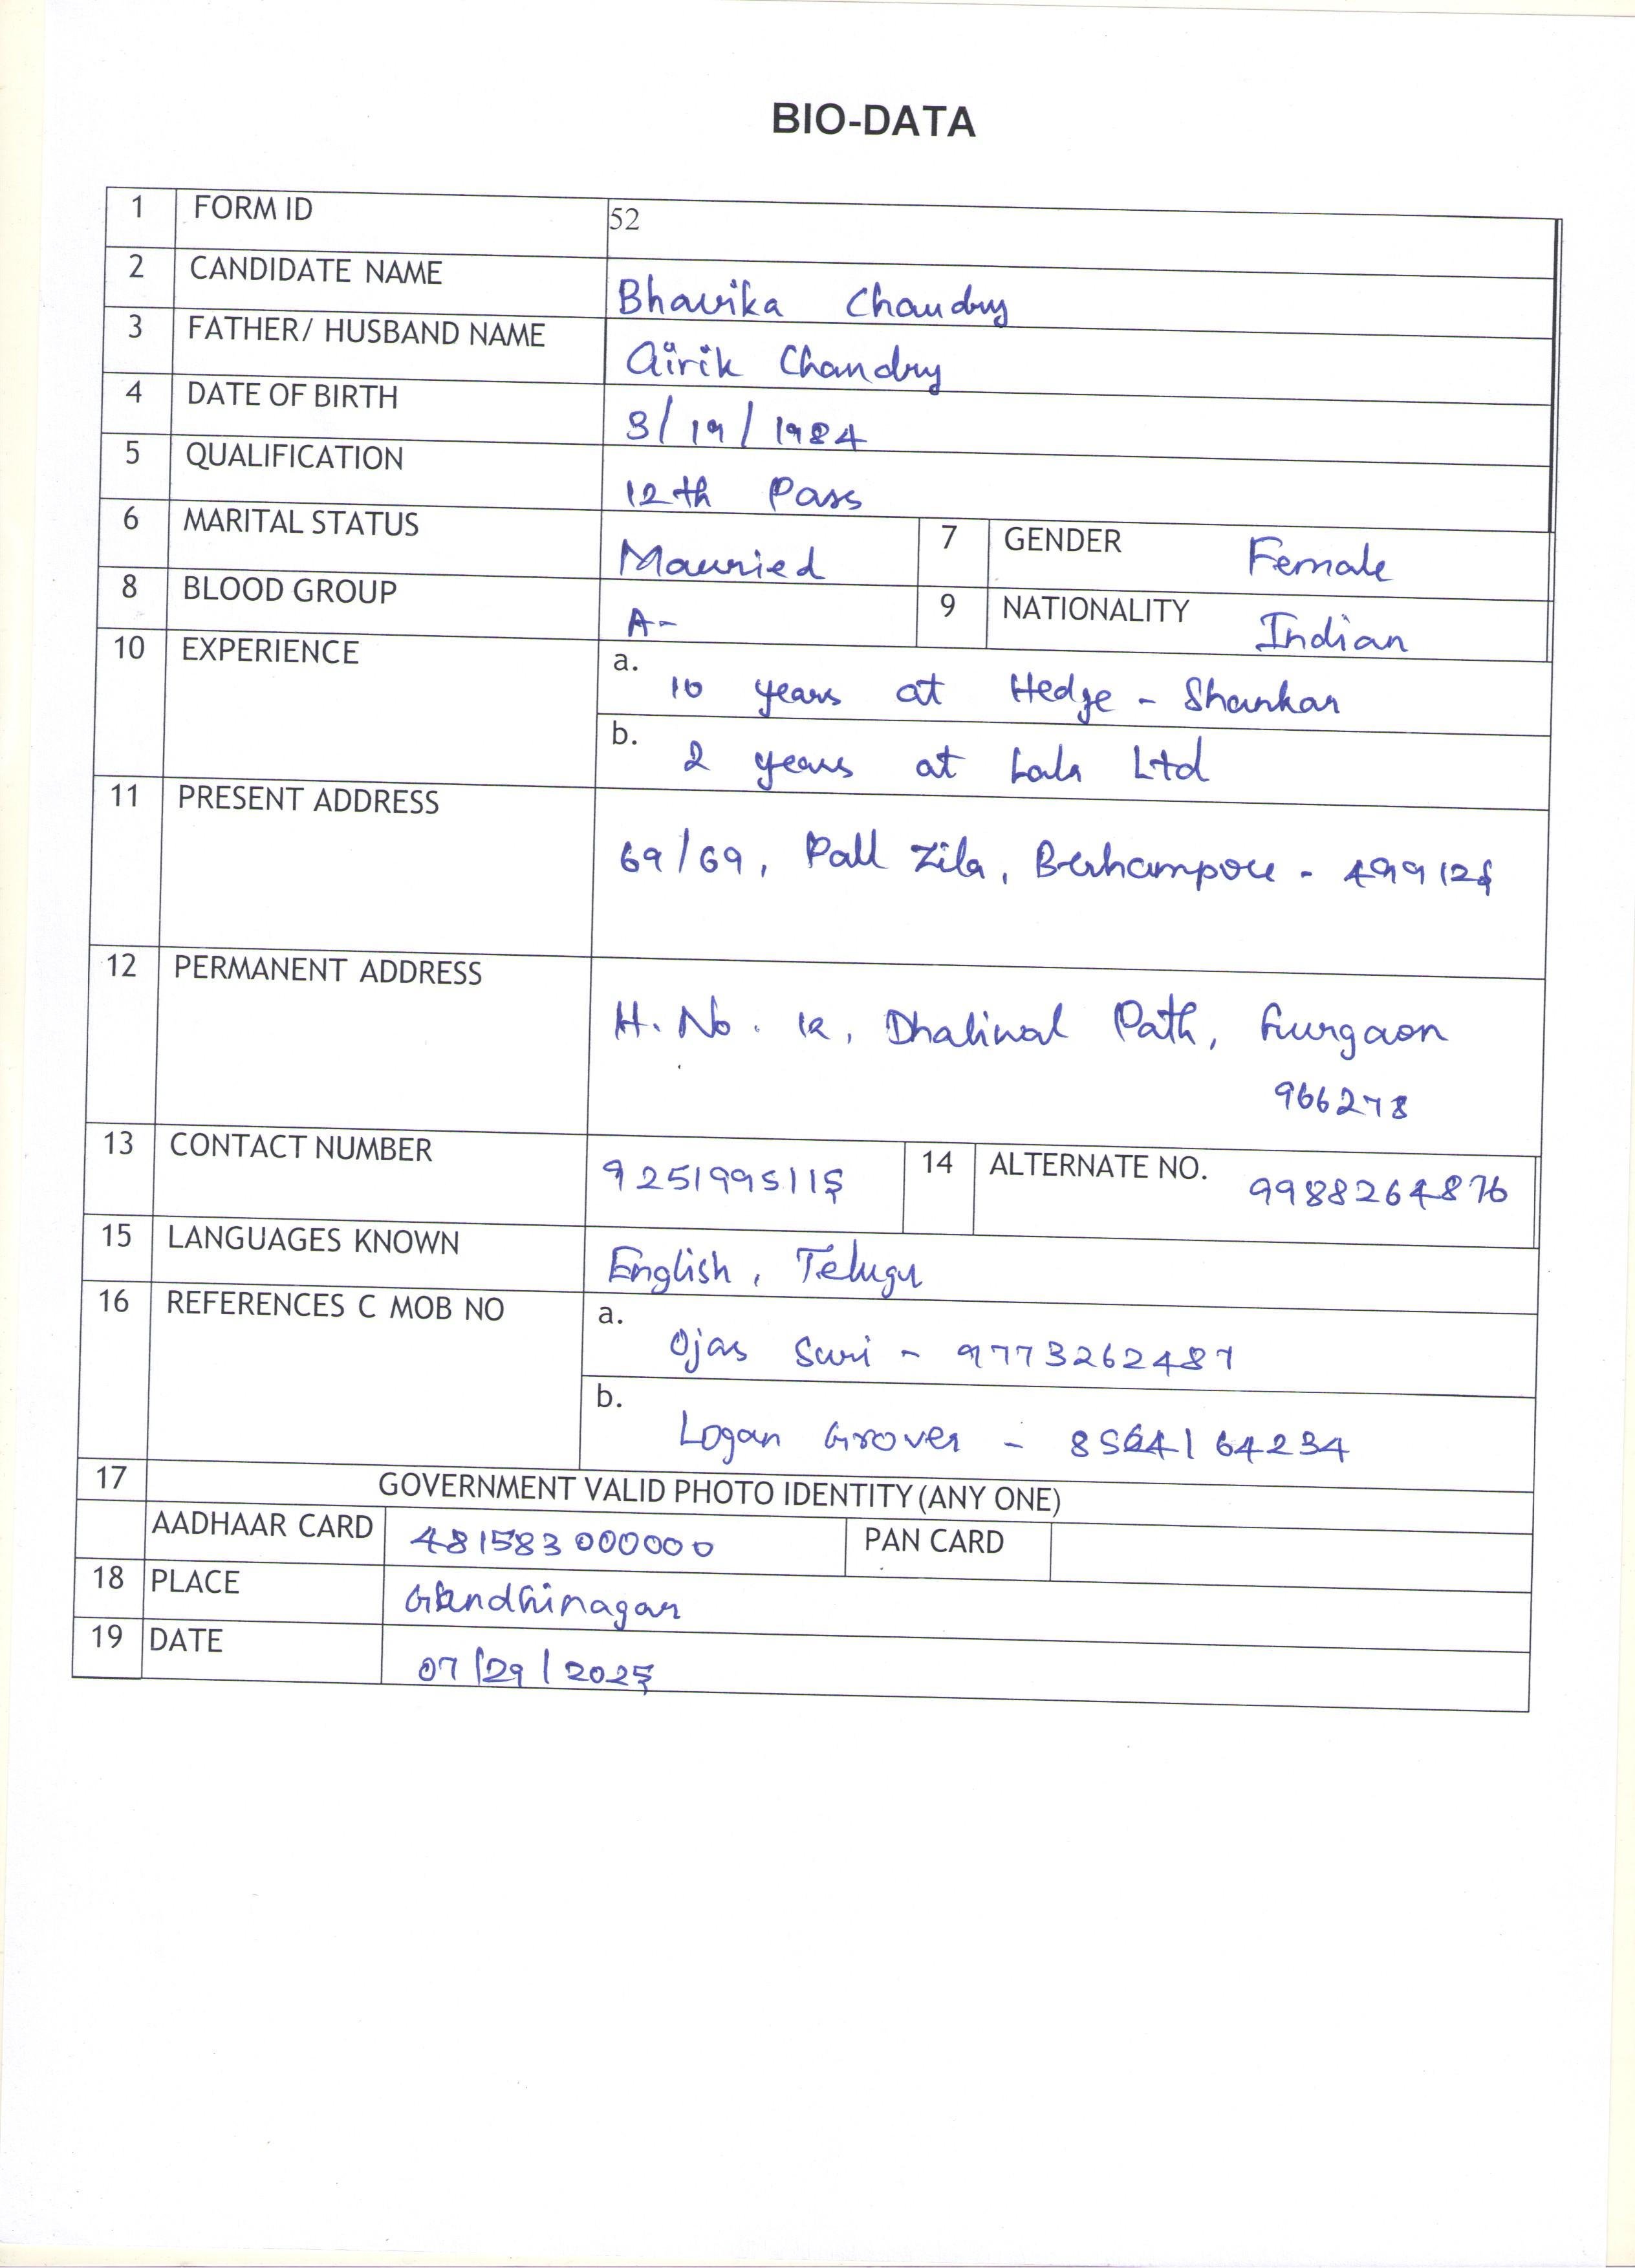 BIO-DATA
1 FORM ID 52
2 CANDIDATE NAME Bhavika Chaudry
3 FATHER/ HUSBAND NAME Airik Chaudry
4 DATE OF BIRTH 8/19/1984
5 QUALIFICATION 12th Pass
6 MARITAL STATUS Married 7 GENDER Female
8 BLOOD GROUP A- 9 NATIONALITY Indian
10 EXPERIENCE a. 10 years at Hedge - Shankar
b. 2 years at Lala Ltd
11 PRESENT ADDRESS 69/69, Pall Zila, Berhampore - 499125
12 PERMANENT ADDRESS H. No. 12, Dhaliwal Path, Gurgaon
966278
13 CONTACT NUMBER 9251995115 14 ALTERNATE NO. 9988264876
15 LANGUAGES KNOWN English, Telugu
16 REFERENCES C MOB NO a. Ojas Suri - 9773262487
b. Logan Grover - 8564164234
17 GOVERNMENT VALID PHOTO IDENTITY (ANY ONE)
AADHAAR CARD 481583000000 PAN CARD
18 PLACE Gandhinagar
19 DATE 07/29/2025